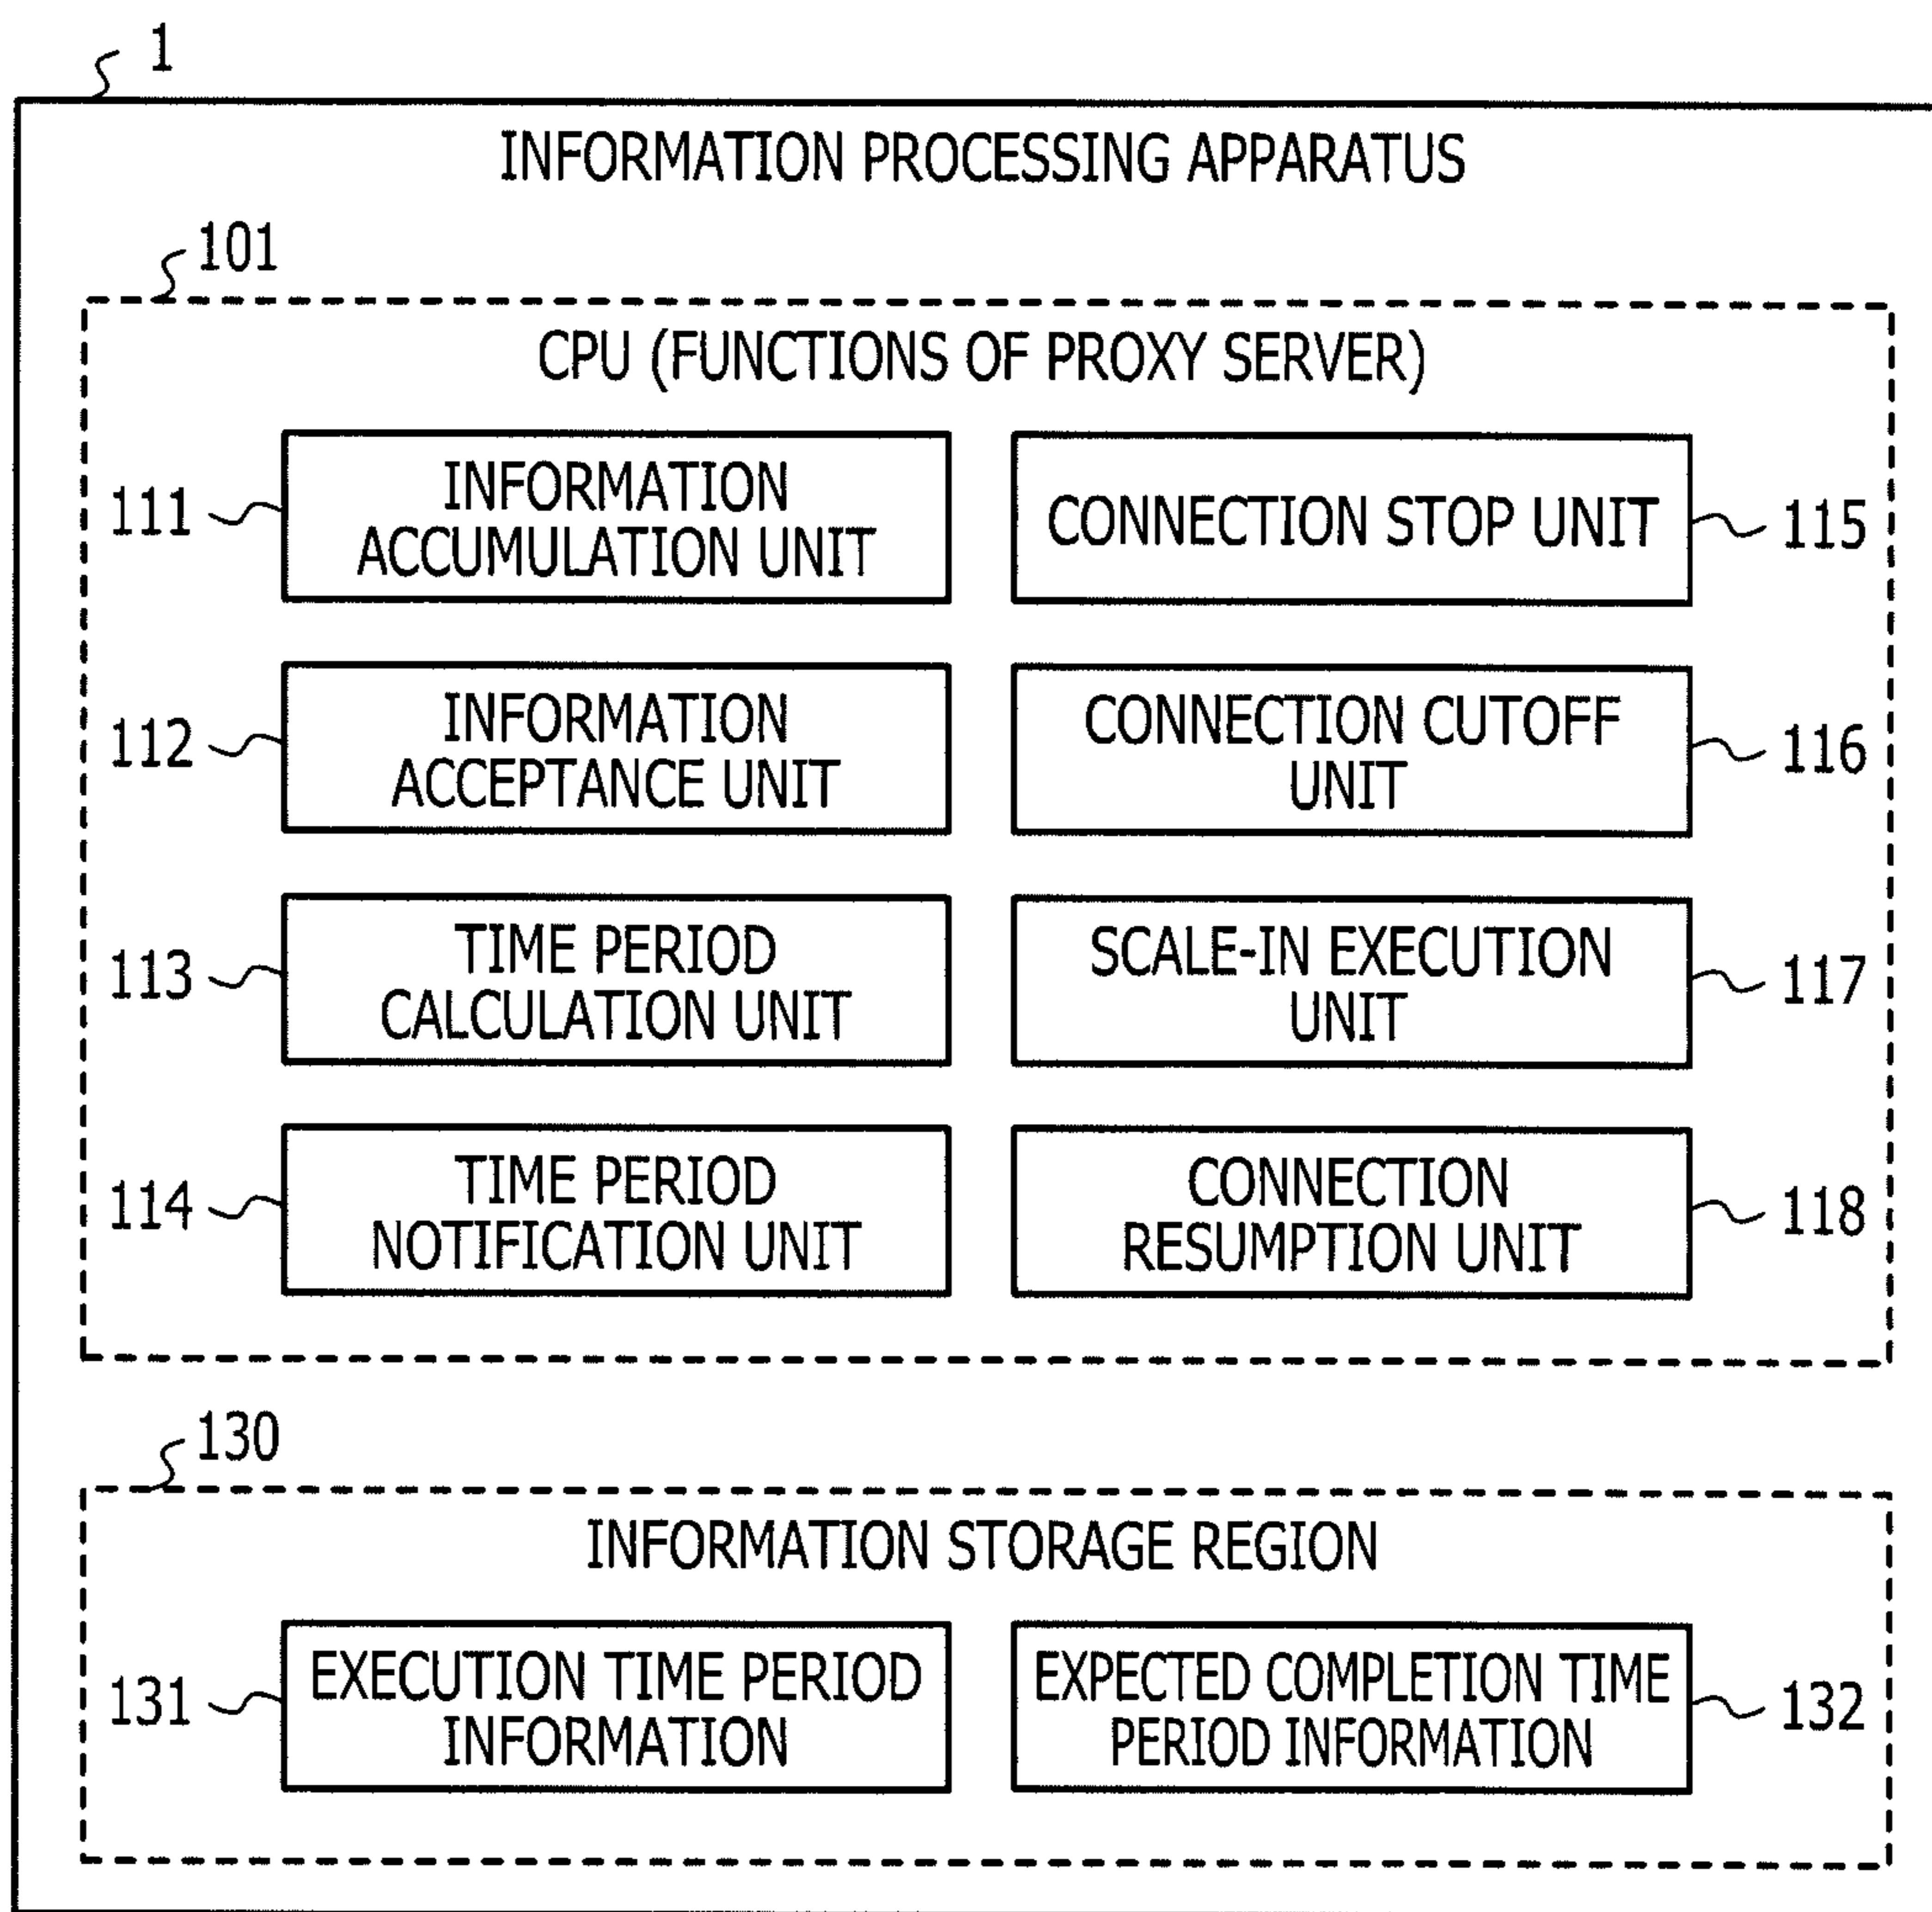 1
INFORMATION PROCESSING APPARATUS
101
CPU (FUNCTIONS OF PROXY SERVER)
111
INFORMATION
ACCUMULATION UNIT
CONNECTION STOP UNIT
115
112
INFORMATION
ACCEPTANCE UNIT
CONNECTION CUTOFF
UNIT
116
113
TIME PERIOD
CALCULATION UNIT
SCALE-IN EXECUTION
UNIT
117
114
TIME PERIOD
NOTIFICATION UNIT
CONNECTION
RESUMPTION UNIT
118
130
INFORMATION STORAGE REGION
131
EXECUTION TIME PERIOD
INFORMATION
EXPECTED COMPLETION TIME
PERIOD INFORMATION
132